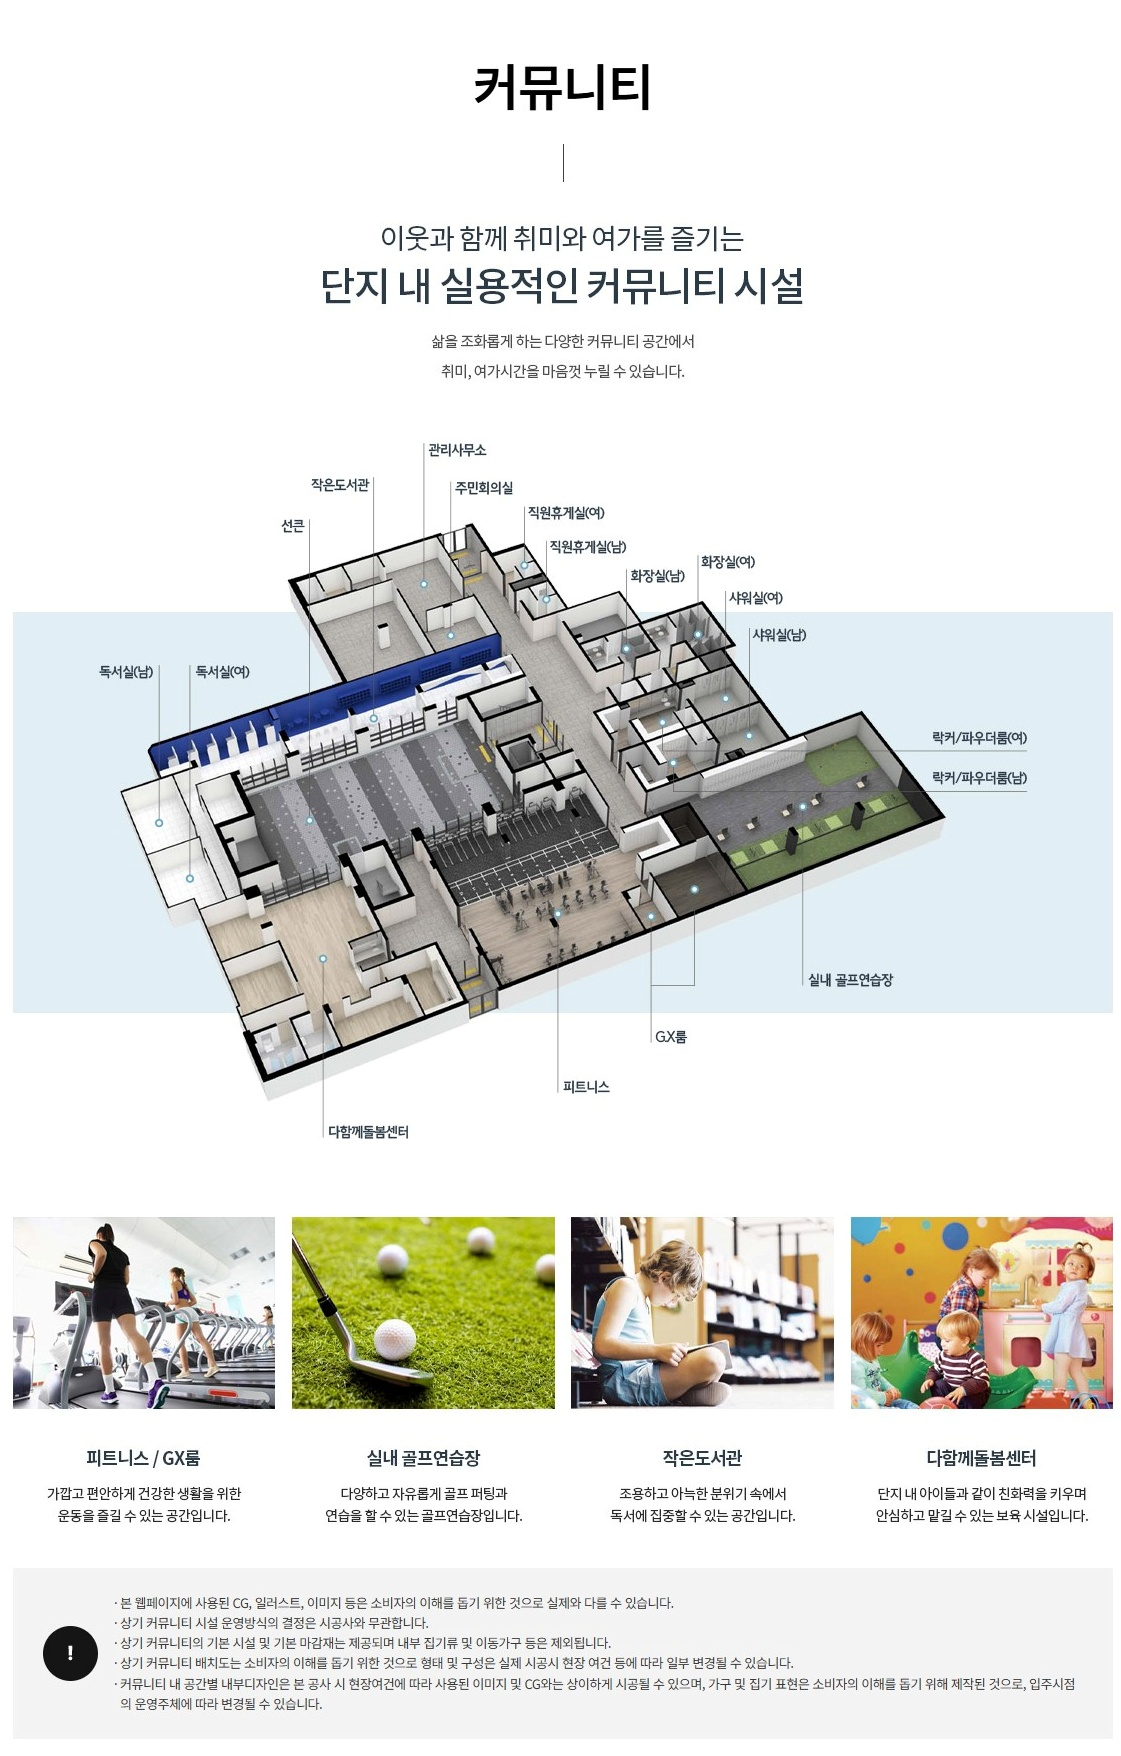 커뮤니티
이웃과 함께 취미와 여가를 즐기는
단지 내 실용적인 커뮤니티 시설
삶을 조화롭게 하는 다양한 커뮤니티 공간에서
취미, 여가시간을 마음껏 누릴 수 있습니다.
관리사무소
작은도서관
주민회의실
선큰
직원휴게실(여)
직원휴게실(남)
화장실(여)
화장실(남)
샤워실(여)
샤워실(남)
독서실(남)
독서실(여)
락커/파우더룸(여)
락커/파우더룸(남)
실내 골프연습장
G.X룸
피트니스
다함께돌봄센터
피트니스 / GX룸
가깝고 편안하게 건강한 생활을 위한
운동을 즐길 수 있는 공간입니다.
실내 골프연습장
다양하고 자유롭게 골프 퍼팅과
연습을 할 수 있는 골프연습장입니다.
작은도서관
조용하고 아늑한 분위기 속에서
독서에 집중할 수 있는 공간입니다.
다함께돌봄센터
단지 내 아이들과 같이 친화력을 키우며
안심하고 맡길 수 있는 보육 시설입니다.
!
· 본 웹페이지에 사용된 CG, 일러스트, 이미지 등은 소비자의 이해를 돕기 위한 것으로 실제와 다를 수 있습니다.
· 상기 커뮤니티 시설 운영방식의 결정은 시공사와 무관합니다.
· 상기 커뮤니티의 기본 시설 및 기본 마감재는 제공되며 내부 집기류 및 이동가구 등은 제외됩니다.
· 상기 커뮤니티 배치도는 소비자의 이해를 돕기 위한 것으로 형태 및 구성은 실제 시공시 현장 여건 등에 따라 일부 변경될 수 있습니다.
· 커뮤니티 내 공간별 내부디자인은 본 공사 시 현장여건에 따라 사용된 이미지 및 CG와는 상이하게 시공될 수 있으며, 가구 및 집기 표현은 소비자의 이해를 돕기 위해 제작된 것으로, 입주시점
의 운영주체에 따라 변경될 수 있습니다.